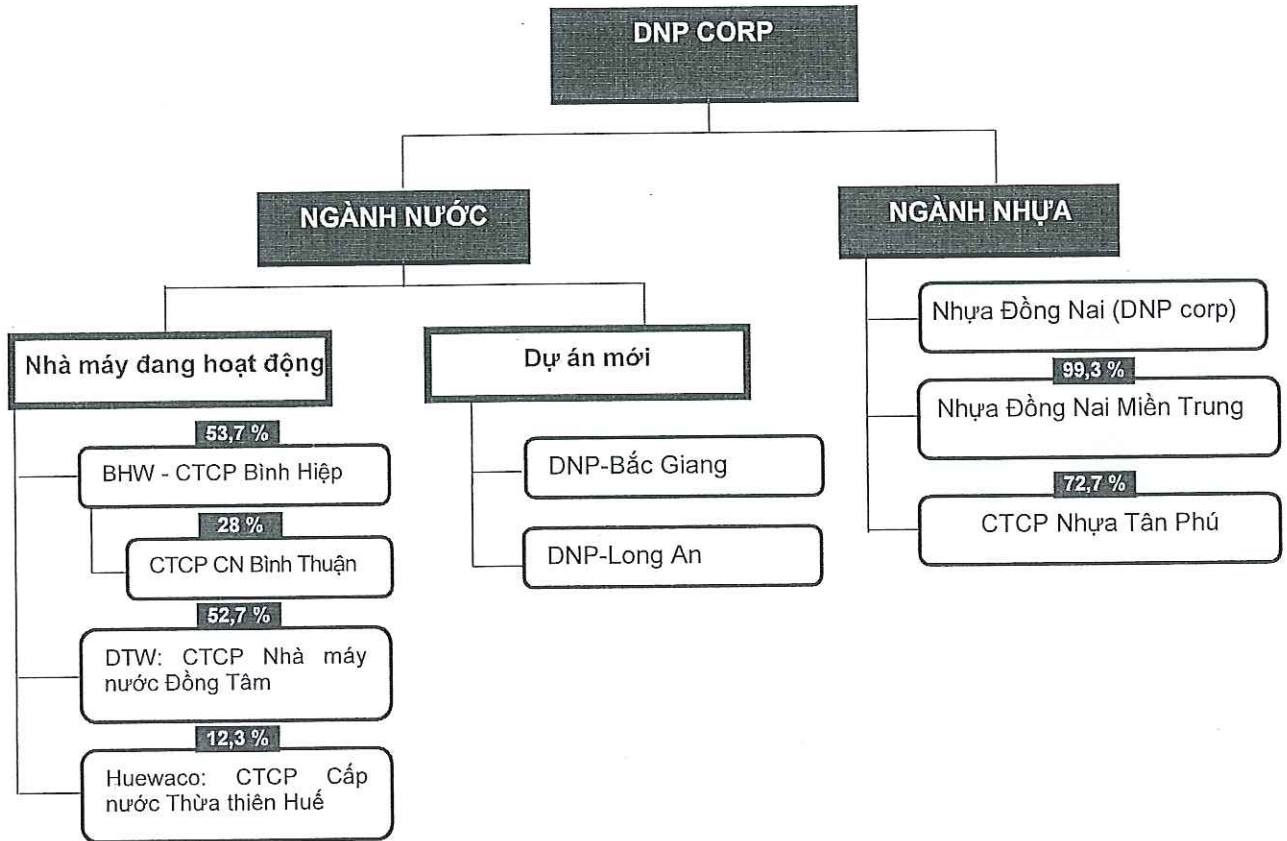 DNP CORP
NGÀNH NƯỚC
NGÀNH NHỰA
Nhà máy đang hoạt động
53,7 %
BHW - CTCP Bình Hiệp
28 %
CTCP CN Bình Thuận
52,7 %
DTW: CTCP Nhà máy
nước Đồng Tâm
12,3 %
Huewaco: CTCP Cấp
nước Thừa thiên Huế
Dự án mới
DNP-Bắc Giang
DNP-Long An
Nhựa Đồng Nai (DNP corp)
99,3 %
Nhựa Đồng Nai Miền Trung
72,7 %
CTCP Nhựa Tân Phú